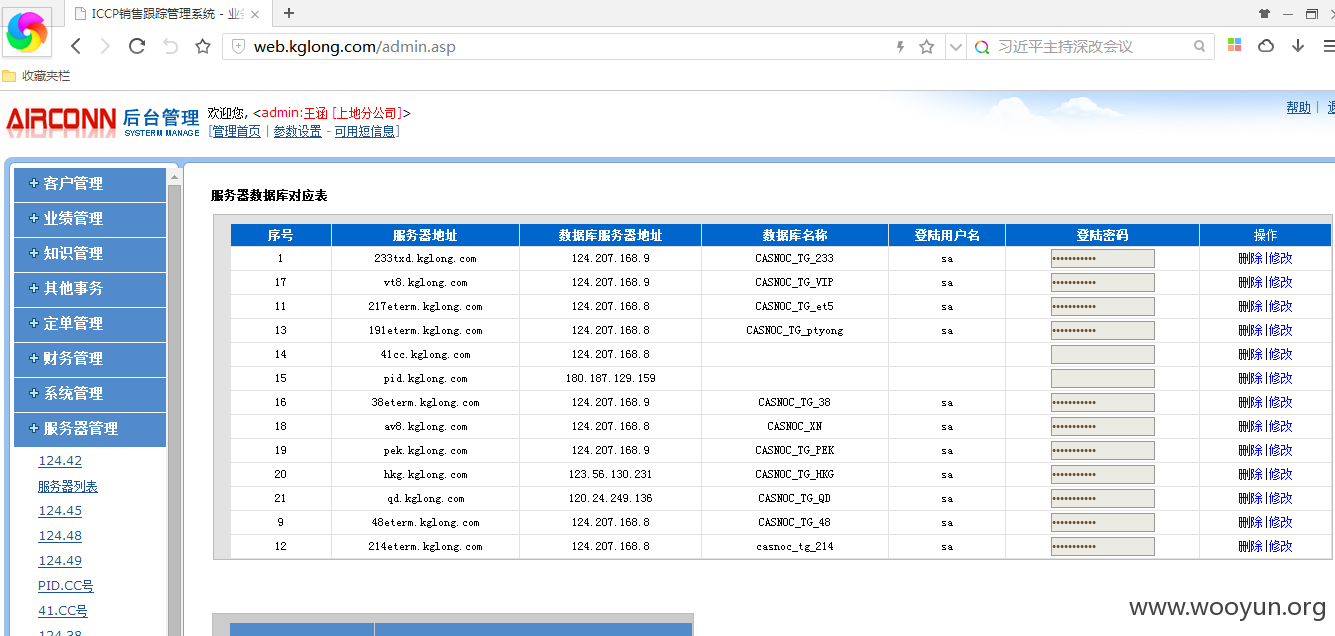 ICCP销售跟踪管理系统 - 业
web.kglong.com/admin.asp
习近平主持深改会议
收藏夹栏
AIRCONN 后台管理
SYSTERM MANAGE
欢迎您, <admin:王涵 [上地分公司]>
[管理首页 | 参数设置 - 可用短信息]
帮助 |
客户管理
业绩管理
知识管理
其他事务
定单管理
财务管理
系统管理
服务器管理
124.42
服务器列表
124.45
124.48
124.49
PID.CC号
41.CC号
124.38
服务器数据库对应表
序号 服务器地址 数据库服务器地址 数据库名称 登陆用户名 登陆密码 操作
1 233txd.kglong.com 124.207.168.9 CASNOC_TG_233 sa ••••••••••• 删除|修改
17 vt8.kglong.com 124.207.168.9 CASNOC_TG_VIP sa ••••••••••• 删除|修改
11 217eterm.kglong.com 124.207.168.8 CASNOC_TG_et5 sa ••••••••••• 删除|修改
13 191eterm.kglong.com 124.207.168.8 CASNOC_TG_ptyong sa ••••••••••• 删除|修改
14 41cc.kglong.com 124.207.168.8 删除|修改
15 pid.kglong.com 180.187.129.159 删除|修改
16 38eterm.kglong.com 124.207.168.9 CASNOC_TG_38 sa ••••••••••• 删除|修改
18 av8.kglong.com 124.207.168.8 CASNOC_XN sa ••••••••••• 删除|修改
19 pek.kglong.com 124.207.168.9 CASNOC_TG_PEK sa ••••••••••• 删除|修改
20 hkg.kglong.com 123.56.130.231 CASNOC_TG_HKG sa ••••••••••• 删除|修改
21 qd.kglong.com 120.24.249.136 CASNOC_TG_QD sa ••••••••••• 删除|修改
9 48eterm.kglong.com 124.207.168.8 CASNOC_TG_48 sa ••••••••••• 删除|修改
12 214eterm.kglong.com 124.207.168.8 casnoc_tg_214 sa ••••••••••• 删除|修改
www.wooyun.org